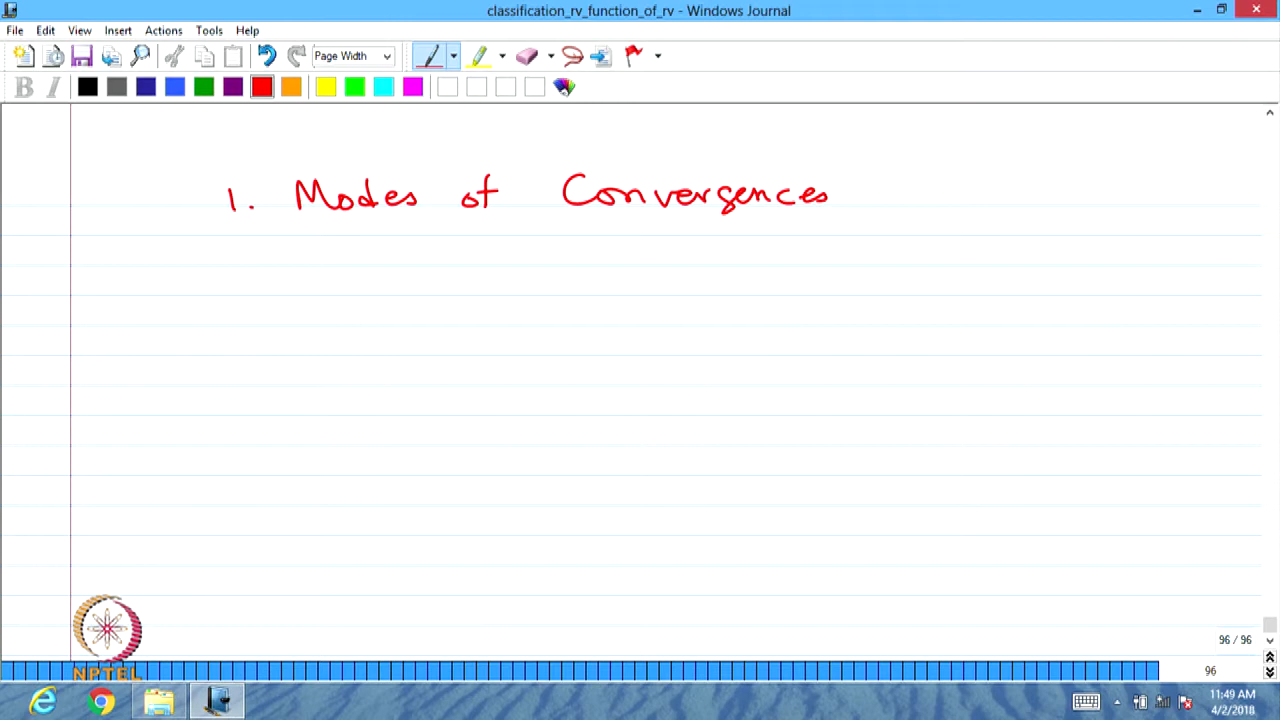 classification_rv_function_of_rv - Windows Journal
File Edit View Insert Actions Tools Help
Page Width
B I
1. Modes of Convergences
96 / 96
NPTEL
96
11:49 AM
4/2/2018